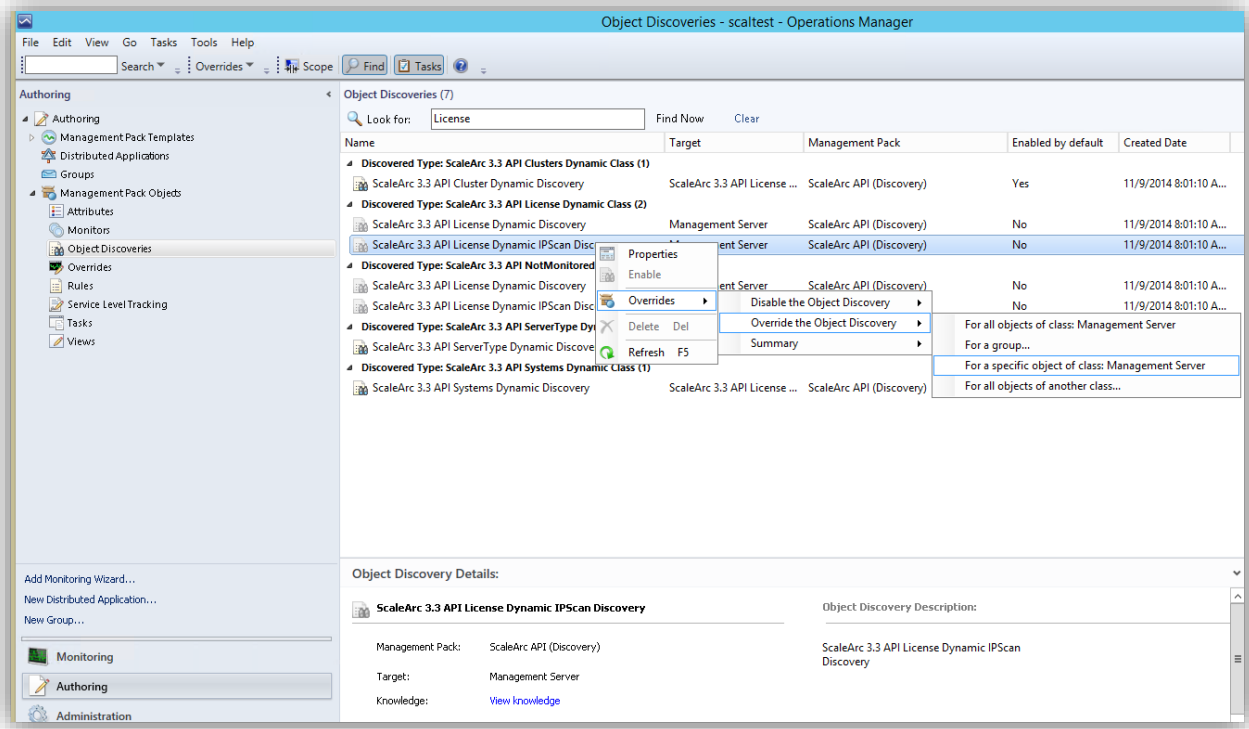 Object Discoveries - scaltest - Operations Manager
File Edit View Go Tasks Tools Help
Search Overrides Scope Find Tasks
Authoring
Authoring
Management Pack Templates
Distributed Applications
Groups
Management Pack Objects
Attributes
Monitors
Object Discoveries
Overrides
Rules
Service Level Tracking
Tasks
Views
Add Monitoring Wizard...
New Distributed Application...
New Group...
Monitoring
Authoring
Administration
Object Discoveries (7)
Look for: License Find Now Clear
Name Target Management Pack Enabled by default Created Date
Discovered Type: ScaleArc 3.3 API Clusters Dynamic Class (1)
ScaleArc 3.3 API Cluster Dynamic Discovery ScaleArc 3.3 API License ... ScaleArc API (Discovery) Yes 11/9/2014 8:01:10 A...
Discovered Type: ScaleArc 3.3 API License Dynamic Class (2)
ScaleArc 3.3 API License Dynamic Discovery Management Server ScaleArc API (Discovery) No 11/9/2014 8:01:10 A...
ScaleArc 3.3 API License Dynamic IPScan Disc Server ScaleArc API (Discovery) No 11/9/2014 8:01:10 A...
Discovered Type: ScaleArc 3.3 API NotMonitored
ScaleArc 3.3 API License Dynamic Discovery Server ScaleArc API (Discovery) No 11/9/2014 8:01:10 A...
ScaleArc 3.3 API License Dynamic IPScan Disc No 11/9/2014 8:01:10 A...
Discovered Type: ScaleArc 3.3 API ServerType Dy
ScaleArc 3.3 API ServerType Dynamic Discove
Discovered Type: ScaleArc 3.3 API Systems Dynamic Class (1)
ScaleArc 3.3 API Systems Dynamic Discovery ScaleArc 3.3 API License ... ScaleArc API (Discovery)
Properties
Enable
Overrides
Delete Del
Refresh F5
Disable the Object Discovery
Override the Object Discovery
Summary
For all objects of class: Management Server
For a group...
For a specific object of class: Management Server
For all objects of another class...
Object Discovery Details:
ScaleArc 3.3 API License Dynamic IPScan Discovery
Management Pack: ScaleArc API (Discovery)
Target: Management Server
Knowledge: View knowledge
Object Discovery Description:
ScaleArc 3.3 API License Dynamic IPScan
Discovery